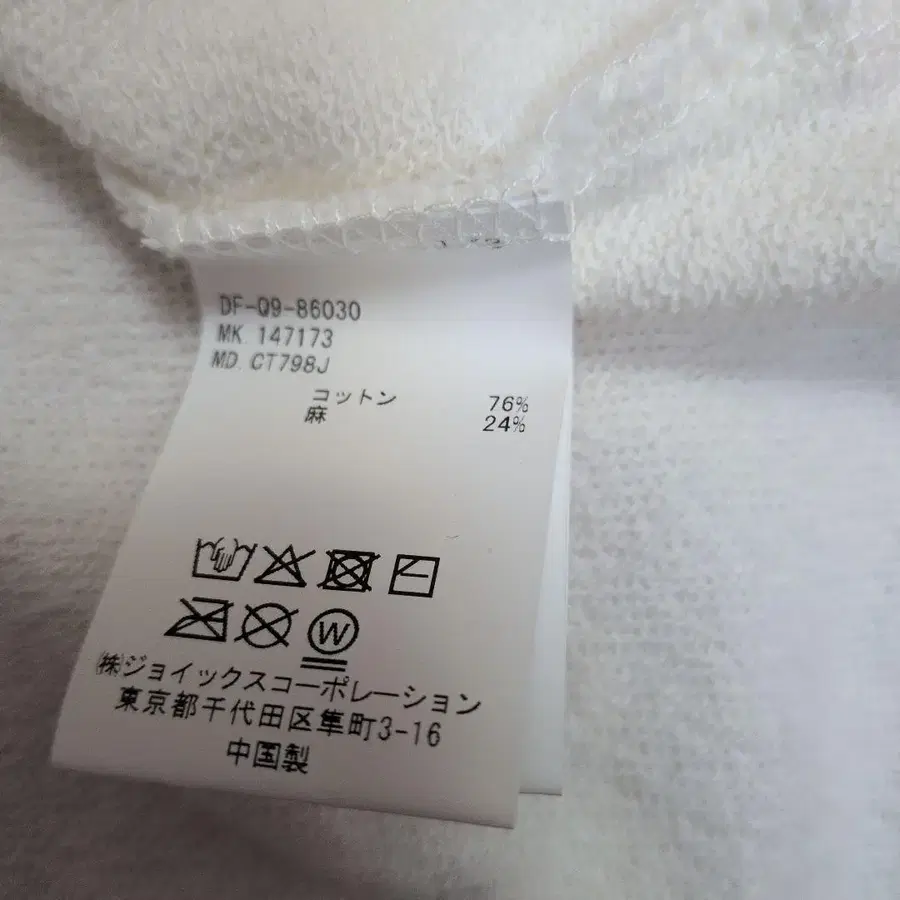 DF-Q9-86030
MK. 147173
MD. CT798J
コットン 76%
麻 24%
W
㈱ジョイックスコーポレーション
東京都千代田区隼町3-16
中国製